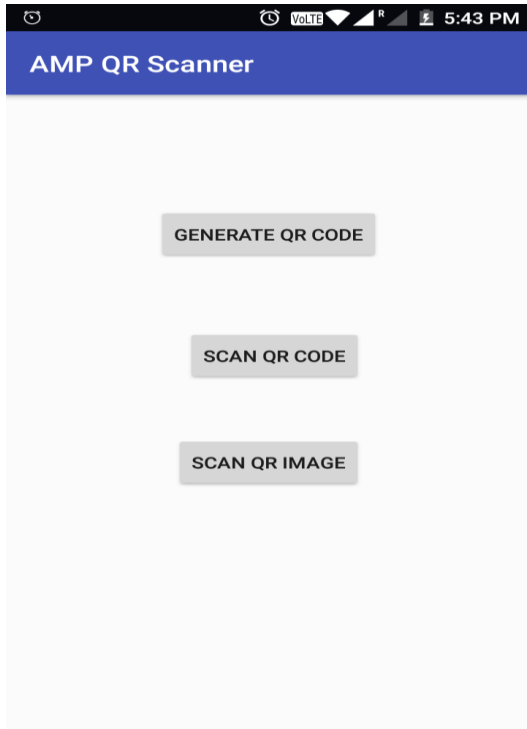 VoLTE R 5:43 PM
AMP QR Scanner
GENERATE QR CODE
SCAN QR CODE
SCAN QR IMAGE